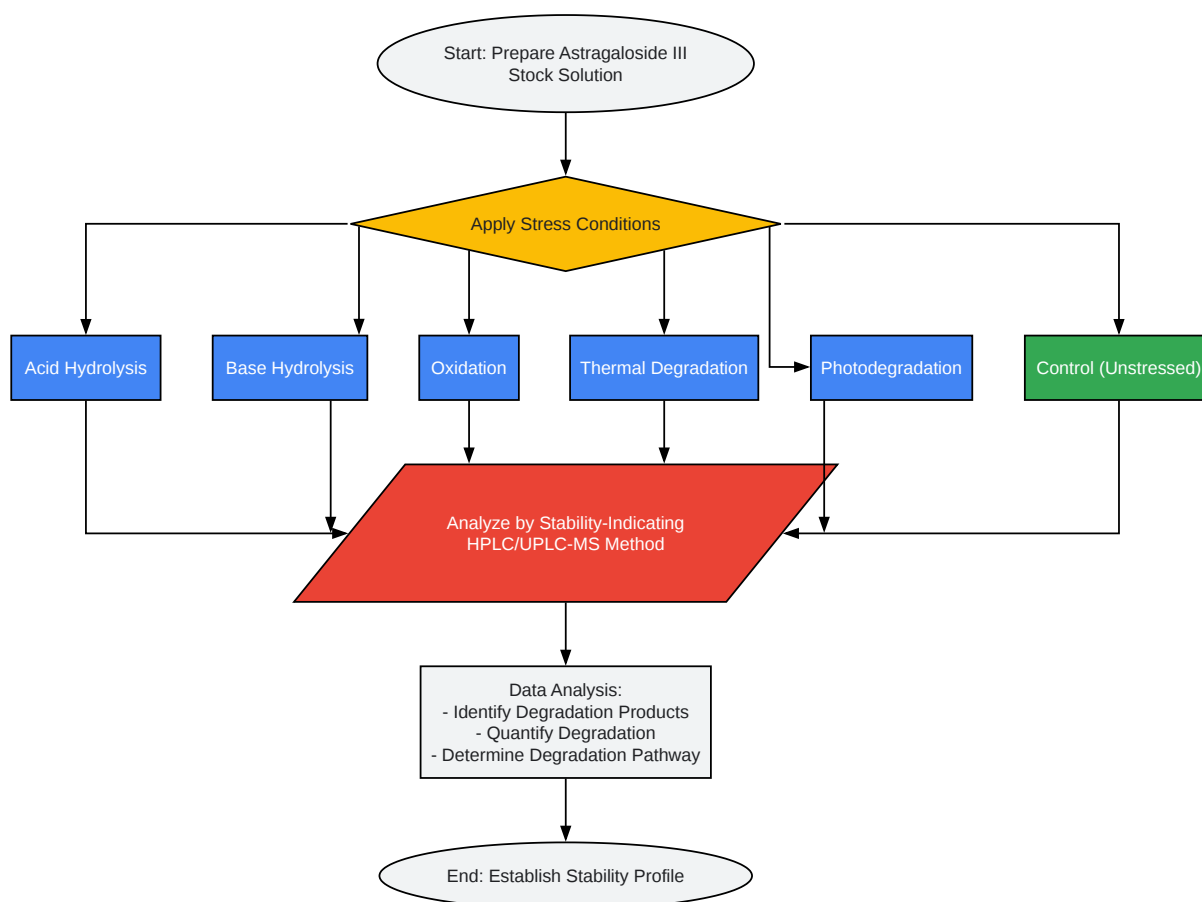 Start: Prepare Astragaloside III
Stock Solution
Apply Stress Conditions
Acid Hydrolysis
Base Hydrolysis
Oxidation
Thermal Degradation
Photodegradation
Control (Unstressed)
Analyze by Stability-Indicating
HPLC/UPLC-MS Method
Data Analysis:
- Identify Degradation Products
- Quantify Degradation
- Determine Degradation Pathway
End: Establish Stability Profile